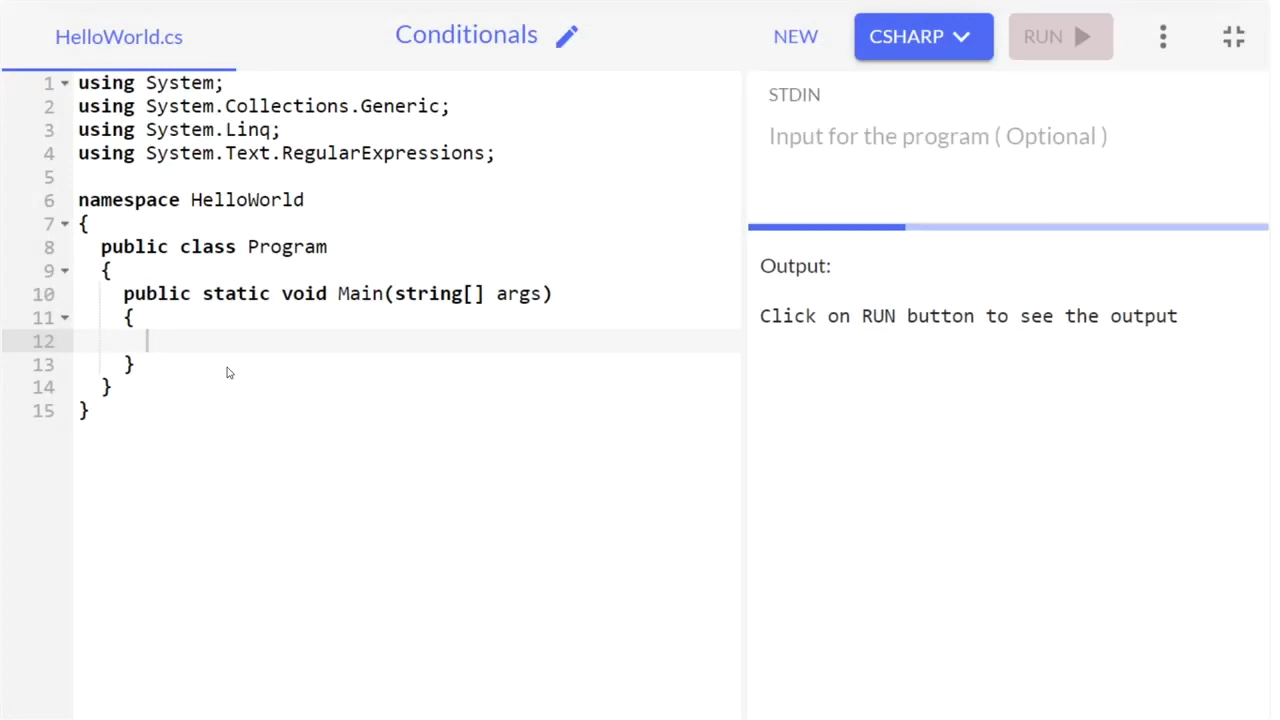 HelloWorld.cs
Conditionals
NEW
CSHARP
RUN
1 using System;
2 using System.Collections.Generic;
3 using System.Linq;
4 using System.Text.RegularExpressions;
5
6 namespace HelloWorld
7 {
8 public class Program
9 {
10 public static void Main(string[] args)
11 {
12
13 }
14 }
15 }
STDIN
Input for the program ( Optional )
Output:
Click on RUN button to see the output